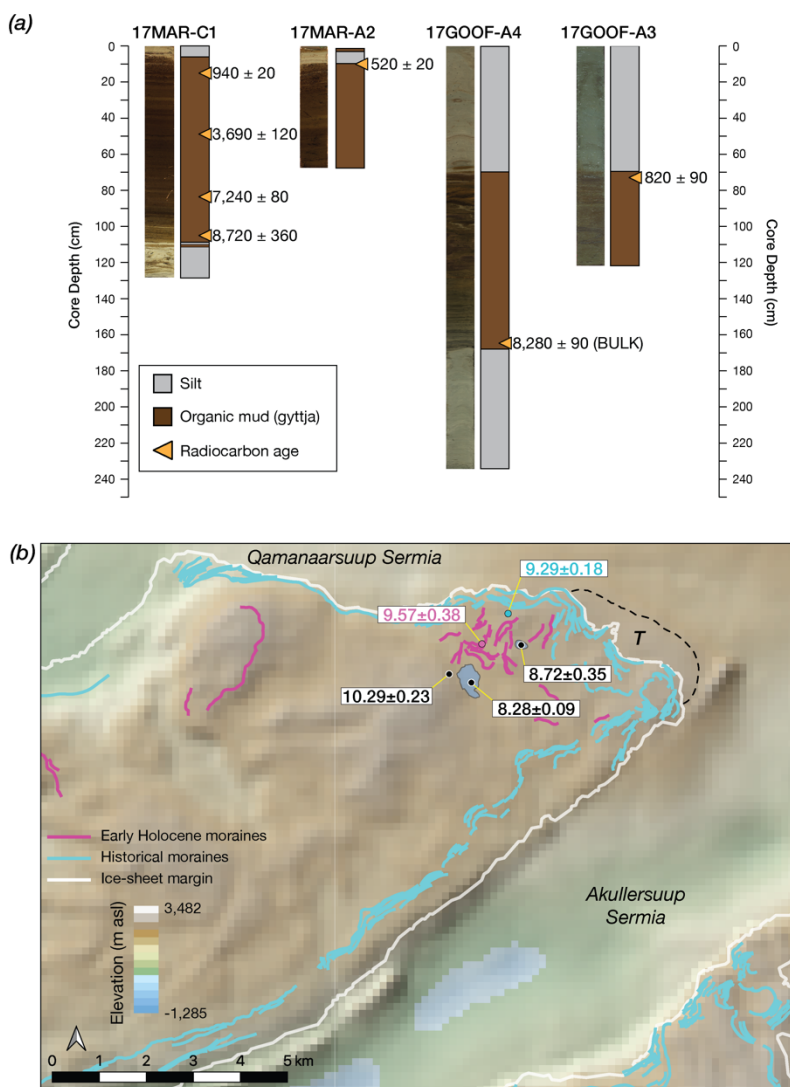 (a)
17MAR-C1 17MAR-A2 17GOOF-A4 17GOOF-A3
0
20
40
60
80
100
120
140
160
180
200
220
240
Core Depth (cm)
940 ± 20
3,690 ± 120
7,240 ± 80
8,720 ± 360
520 ± 20
8,280 ± 90 (BULK)
820 ± 90
0
20
40
60
80
100
120
140
160
180
200
220
240
Core Depth (cm)
Silt
Organic mud (gyttja)
Radiocarbon age
(b)
Qamanaarsuup Sermia
9.29±0.18
9.57±0.38
T
8.72±0.35
10.29±0.23
8.28±0.09
Early Holocene moraines
Historical moraines
Ice-sheet margin
Akullersuup
Sermia
Elevation (m asl)
3,482
-1,285
0 1 2 3 4 5 km